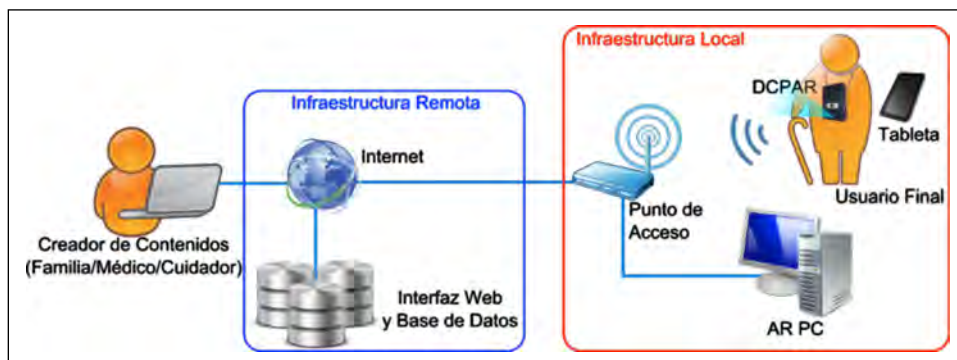 Infraestructura Local
DCPAR
Tableta
Usuario Final
Infraestructura Remota
Internet
Punto de
Acceso
Creador de Contenidos
(Familia/Médico/Cuidador)
Interfaz Web
y Base de Datos
AR PC